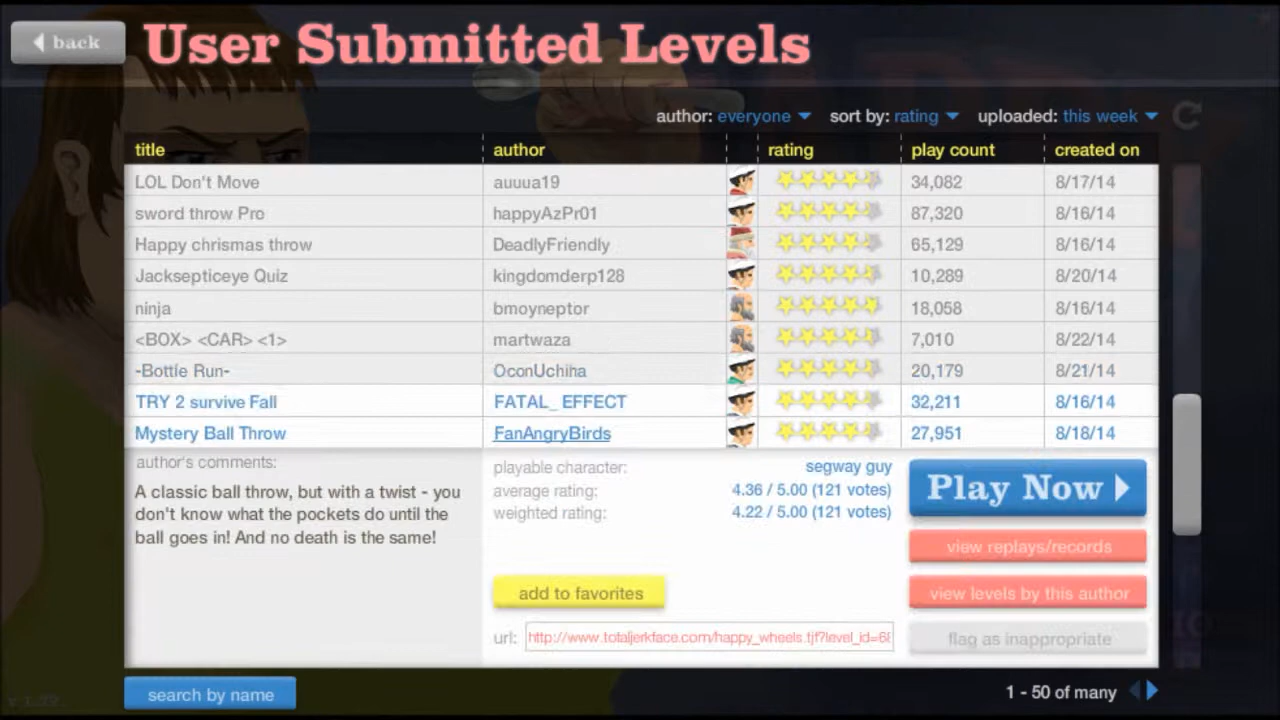 back
User Submitted Levels
author: everyone sort by: rating uploaded: this week
title author rating play count created on
LOL Don't Move auuua19 34,082 8/17/14
sword throw Pro happyAzPr01 87,320 8/16/14
Happy chrismas throw DeadlyFriendly 65,129 8/16/14
Jacksepticeye Quiz kingdomderp128 10,289 8/20/14
ninja bmoyneptor 18,058 8/16/14
<BOX> <CAR> <1> martwaza 7,010 8/22/14
-Bottle Run- OconUchiha 20,179 8/21/14
TRY 2 survive Fall FATAL_ EFFECT 32,211 8/16/14
Mystery Ball Throw FanAngryBirds 27,951 8/18/14
author's comments:
A classic ball throw, but with a twist - you
don't know what the pockets do until the
ball goes in! And no death is the same!
playable character: segway guy
average rating: 4.36 / 5.00 (121 votes)
weighted rating: 4.22 / 5.00 (121 votes)
add to favorites
url: http://www.totaljerkface.com/happy_wheels.tjf?level_id=6
Play Now
view replays/records
view levels by this author
flag as inappropriate
search by name
1 - 50 of many